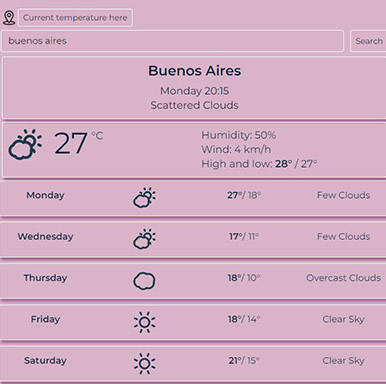 Current temperature here
buenos aires
Search
Buenos Aires
Monday 20:15
Scattered Clouds
27 °C
Humidity: 50%
Wind: 4 km/h
High and low: 28° / 27°
Monday 27°/ 18° Few Clouds
Wednesday 17°/ 11° Few Clouds
Thursday 18°/ 10° Overcast Clouds
Friday 18°/ 14° Clear Sky
Saturday 21°/ 15° Clear Sky